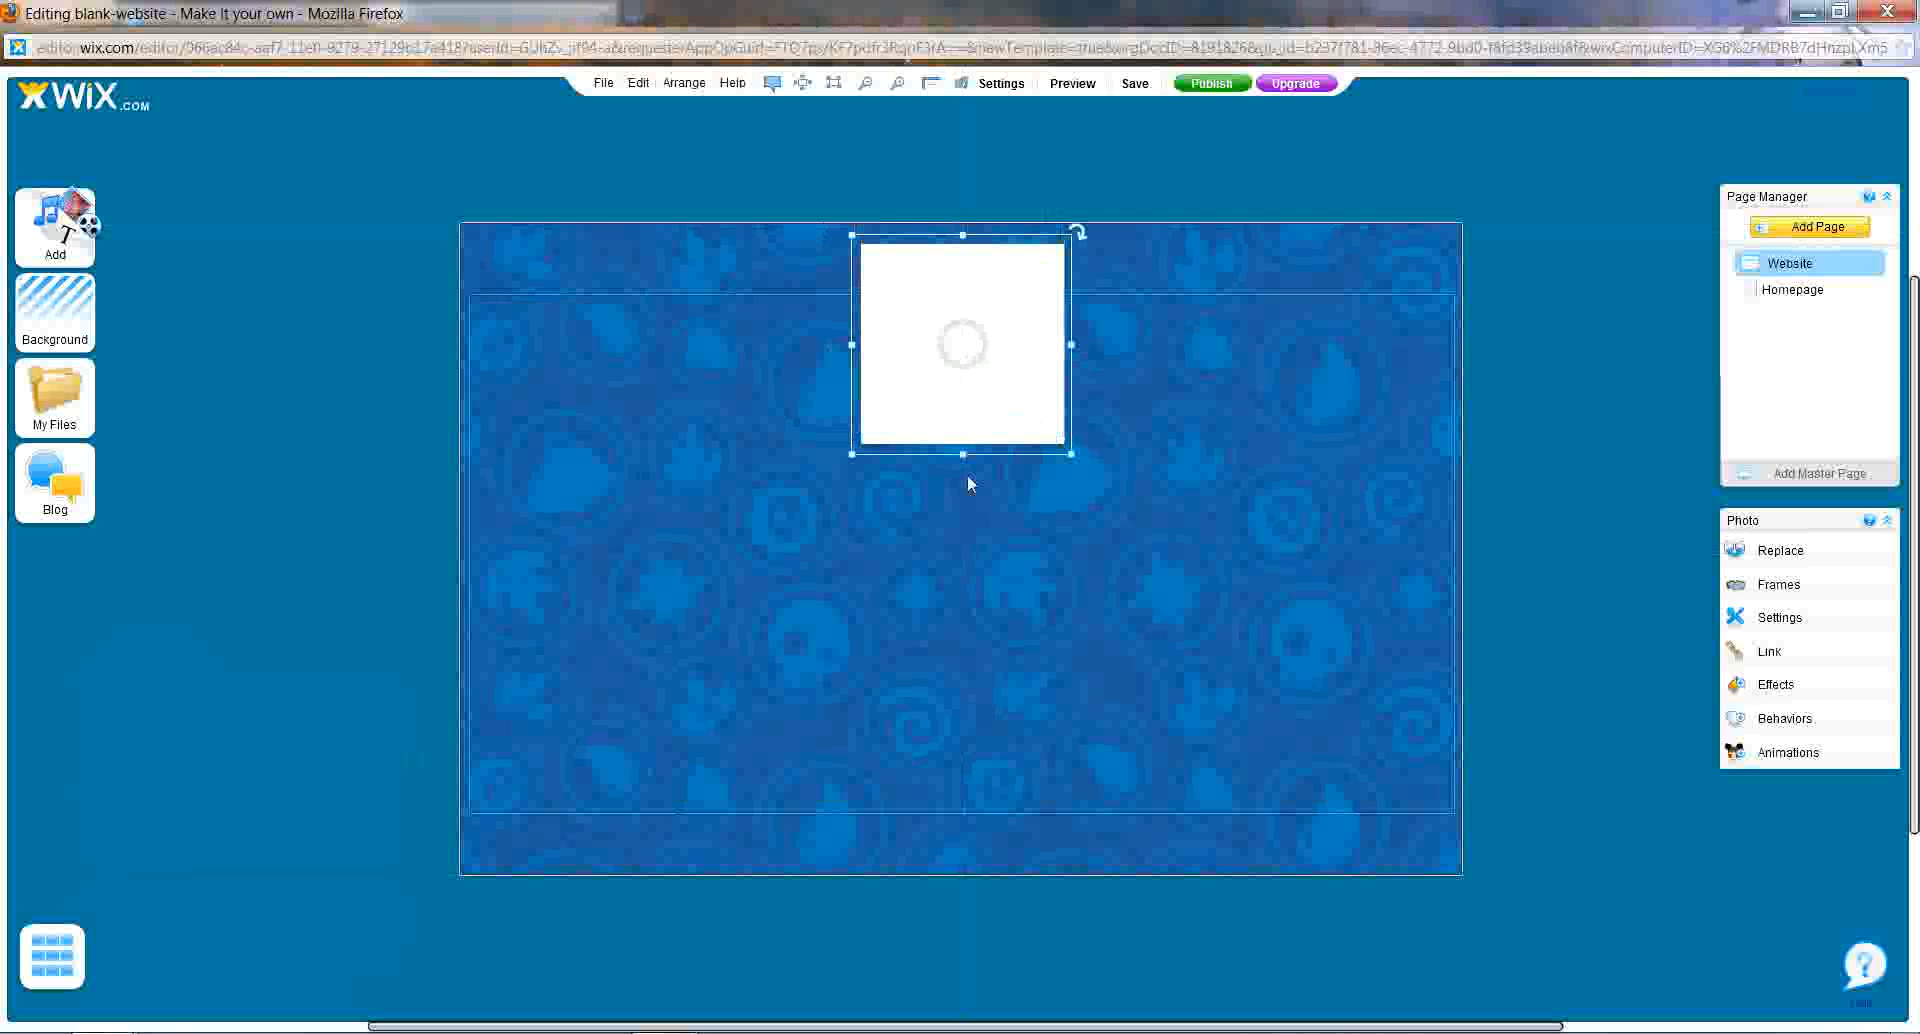 Editing blank-website - Make It your own - Mozilla Firefox
wix.com
WiX.COM
File Edit Arrange Help Settings Preview Save Publish Upgrade
Add
Background
My Files
Blog
Page Manager
Add Page
Website
Homepage
Add Master Page
Photo
Replace
Frames
Settings
Link
Effects
Behaviors
Animations